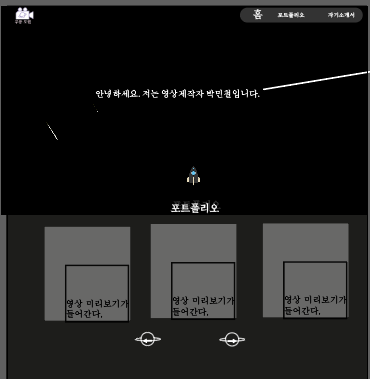 홈 포트폴리오 자기소개서
안녕하세요. 저는 영상제작자 박민철입니다.
포트폴리오
영상 미리보기가
들어간다.
영상 미리보기가
들어간다.
영상 미리보기가
들어간다.